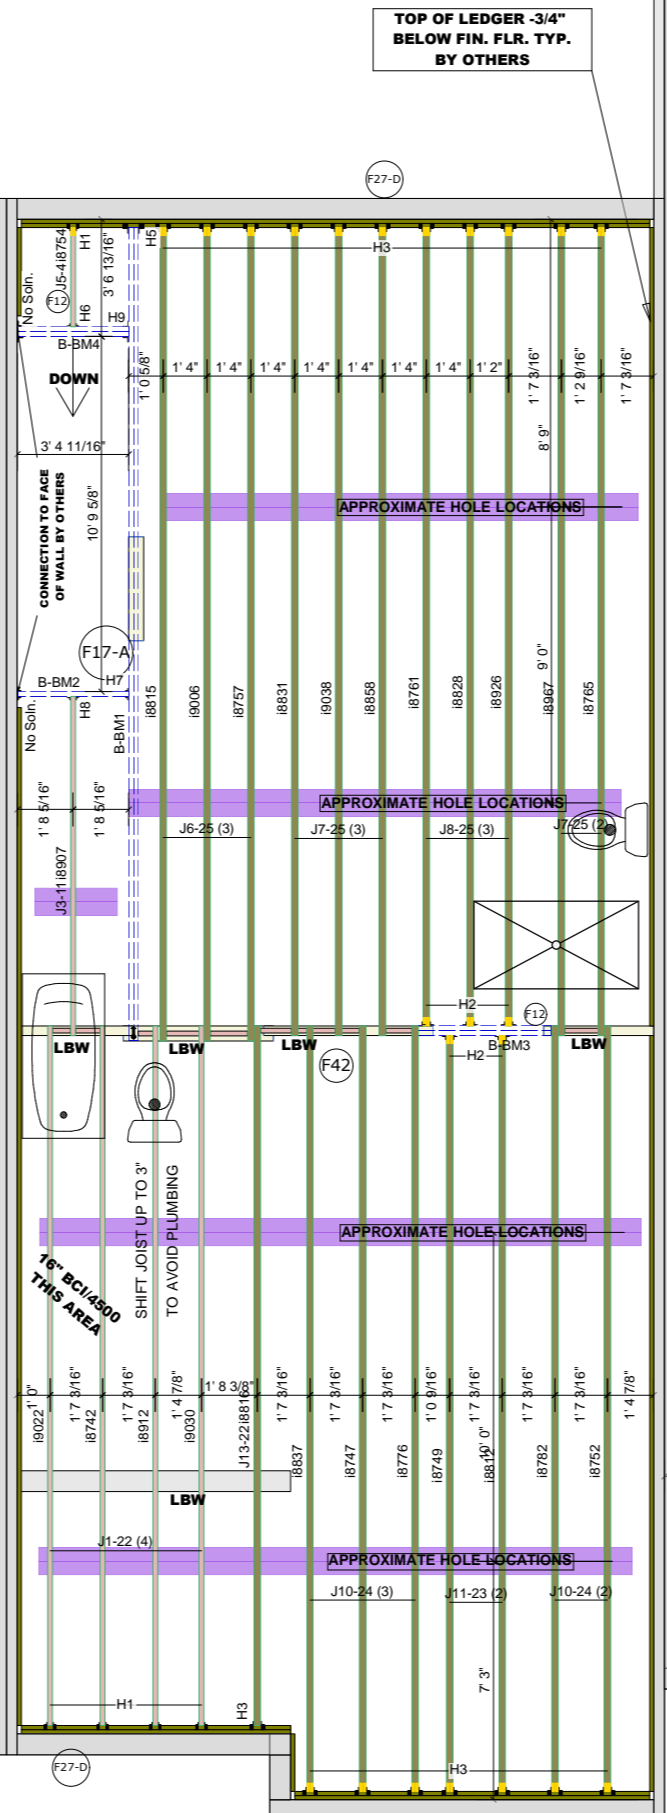 TOP OF LEDGER -3/4"
BELOW FIN. FLR. TYP.
BY OTHERS
F27-D
No Soln.
J5-4
i8754
H1
3' 6 13/16"
H5
H3
F12
H6
H9
B-BM4
DOWN
1' 0 5/8"
1' 4"
1' 4"
1' 4"
1' 4"
1' 4"
1' 4"
1' 4"
1' 2"
1' 7 3/16"
1' 2 9/16"
1' 7 3/16"
8' 9"
3' 4 11/16"
CONNECTION TO FACE
OF WALL BY OTHERS
10' 9 5/8"
APPROXIMATE HOLE LOCATIONS
F17-A
B-BM2
H7
No Soln.
H8
B-BM1
i8815
i9006
i8757
i8831
i9038
i8858
i8761
i8828
i8926
i8967
i8765
9' 0"
1' 8 5/16"
1' 8 5/16"
APPROXIMATE HOLE LOCATIONS
J6-25 (3)
J7-25 (3)
J8-25 (3)
J7-25 (2)
J3-11
i8907
H2
F12
LBW
LBW
LBW
B-BM3
LBW
H2
F42
SHIFT JOIST UP TO 3"
TO AVOID PLUMBING
APPROXIMATE HOLE LOCATIONS
16" BCI/4500
THIS AREA
1' 0"
1' 7 3/16"
1' 7 3/16"
1' 4 7/8"
1' 8 3/8"
1' 7 3/16"
1' 7 3/16"
1' 7 3/16"
1' 0 9/16"
1' 7 3/16"
1' 7 3/16"
1' 7 3/16"
1' 4 7/8"
i9022
i8742
i8912
i9030
J13-22
i8816
i8837
i8747
i8776
i8749
i8812
10' 0"
i8782
i8752
LBW
J1-22 (4)
APPROXIMATE HOLE LOCATIONS
J10-24 (3)
J11-23 (2)
J10-24 (2)
7' 3"
H1
H3
F27-D
H3